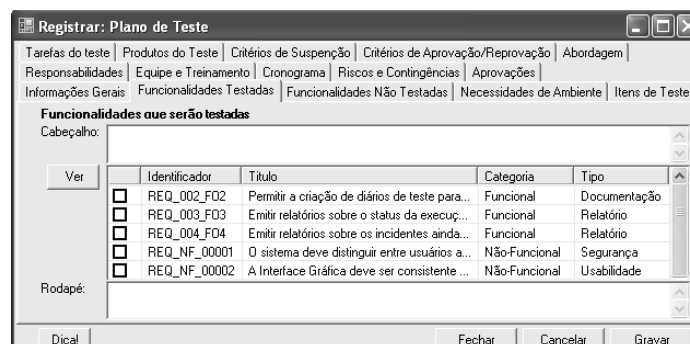 Registrar: Plano de Teste
Tarefas do teste Produtos do Teste Critérios de Suspenção Critérios de Aprovação/Reprovação Abordagem
Responsabilidades Equipe e Treinamento Cronograma Riscos e Contingências Aprovações
Informações Gerais Funcionalidades Testadas Funcionalidades Não Testadas Necessidades de Ambiente Itens de Teste
Funcionalidades que serão testadas
Cabeçalho:
Ver Identificador Titulo Categoria Tipo
REQ_002_F02 Permitir a criação de diários de teste para... Funcional Documentação
REQ_003_F03 Emitir relatórios sobre o status da execuç... Funcional Relatório
REQ_004_F04 Emitir relatórios sobre os incidentes ainda... Funcional Relatório
REQ_NF_00001 O sistema deve distinguir entre usuários a... Não-Funcional Segurança
REQ_NF_00002 A Interface Gráfica deve ser consistente ... Não-Funcional Usabilidade
Rodapé:
Dica! Fechar Cancelar Gravar